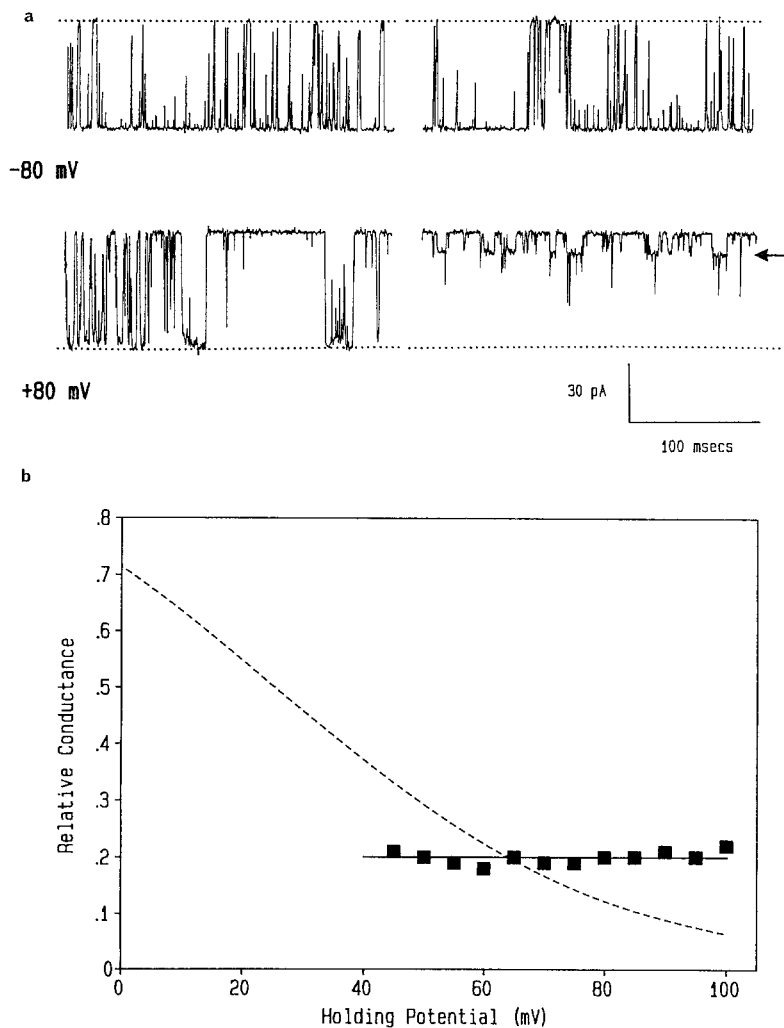 a
-80 mV
+80 mV
30 pA
100 msecs
b
.8
.7
.6
.5
.4
.3
.2
.1
0
Relative Conductance
0 20 40 60 80 100
Holding Potential (mV)